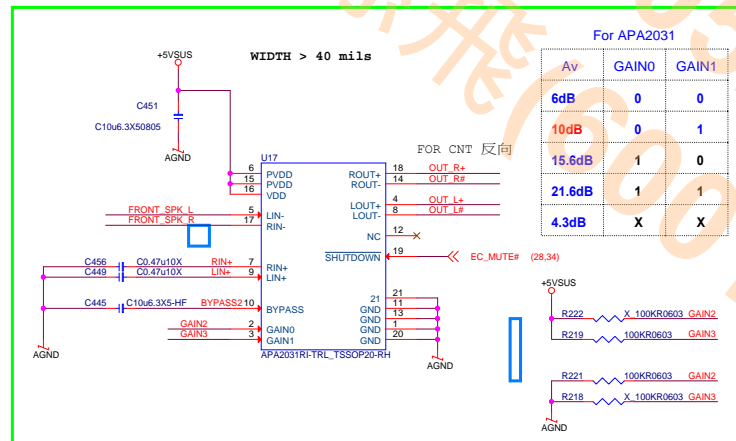 +5VSUS
WIDTH > 40 mils
C451
C10u6.3X50805
AGND
FOR CNT 反向
U17
6 PVDD
15 PVDD
16 VDD
FRONT_SPK_L 5 LIN-
FRONT_SPK_R 17 RIN-
C456 C0.47u10X RIN+ 7 RIN+
C449 C0.47u10X LIN+ 9 LIN+
C445 C10u6.3X5-HF BYPASS2 10 BYPASS
GAIN2 2 GAIN0
GAIN3 3 GAIN1
AGND
ROUT+ 18 OUT_R+
ROUT- 14 OUT_R#
LOUT+ 4 OUT_L+
LOUT- 8 OUT_L#
NC 12
SHUTDOWN 19 EC_MUTE# (28,34)
21 21
GND 11
GND 13
GND 1
GND 20
APA2031RI-TRL_TSSOP20-RH
AGND
For APA2031
Av GAIN0 GAIN1
6dB 0 0
10dB 0 1
15.6dB 1 0
21.6dB 1 1
4.3dB X X
+5VSUS
R222 X_100KR0603 GAIN2
R219 100KR0603 GAIN3
R221 100KR0603 GAIN2
R218 X_100KR0603 GAIN3
AGND